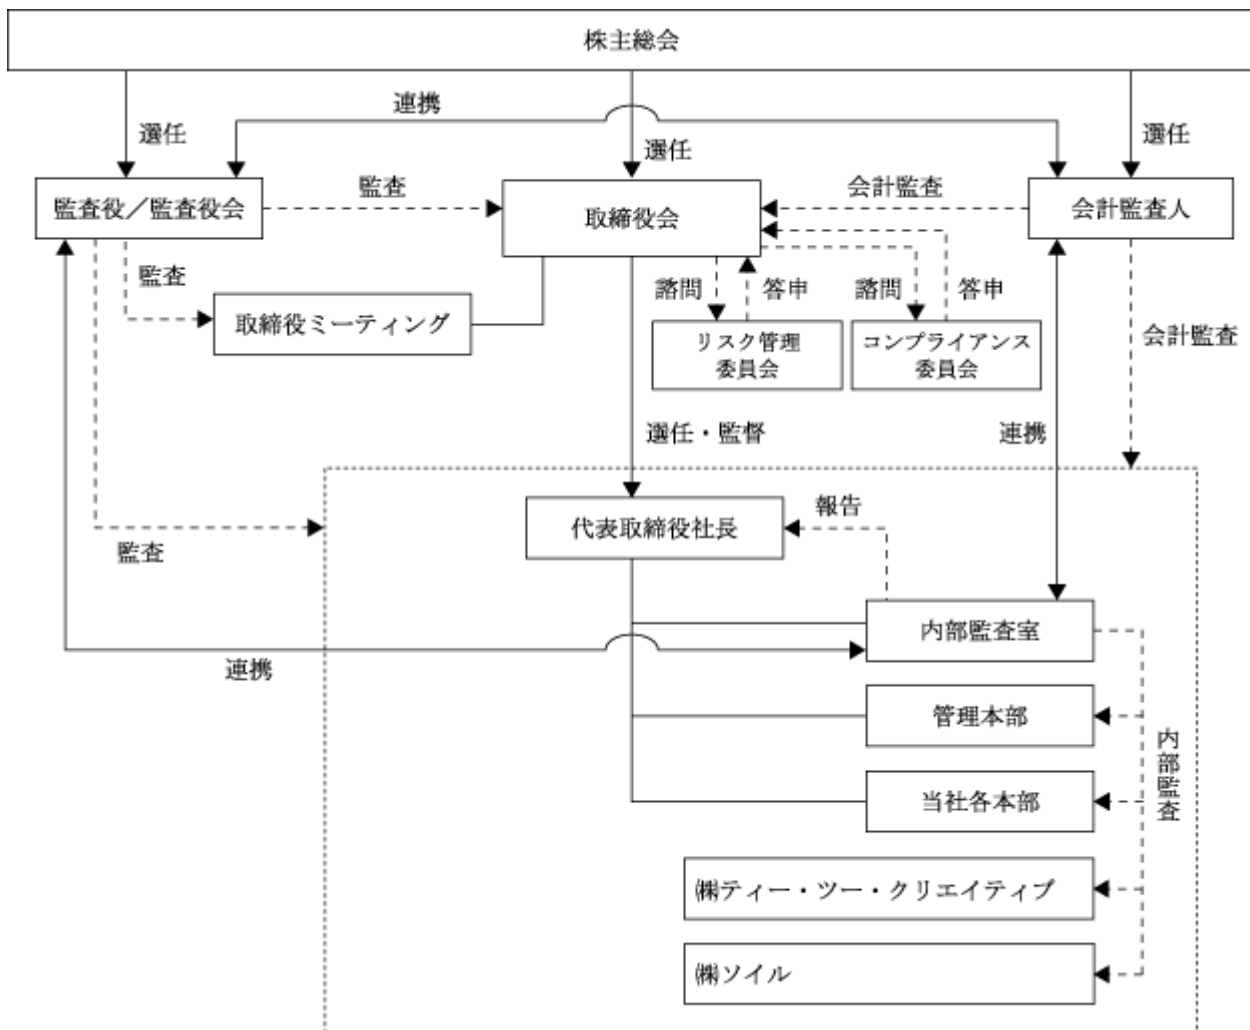 株主総会
連携
選任
選任
選任
監査役／監査役会
監査
取締役会
会計監査
会計監査人
監査
取締役ミーティング
諮問
答申
諮問
答申
リスク管理
委員会
コンプライアンス
委員会
会計監査
選任・監督
連携
代表取締役社長
報告
監査
内部監査室
連携
管理本部
内部監査
当社各本部
㈱ティー・ツー・クリエイティブ
㈱ソイル